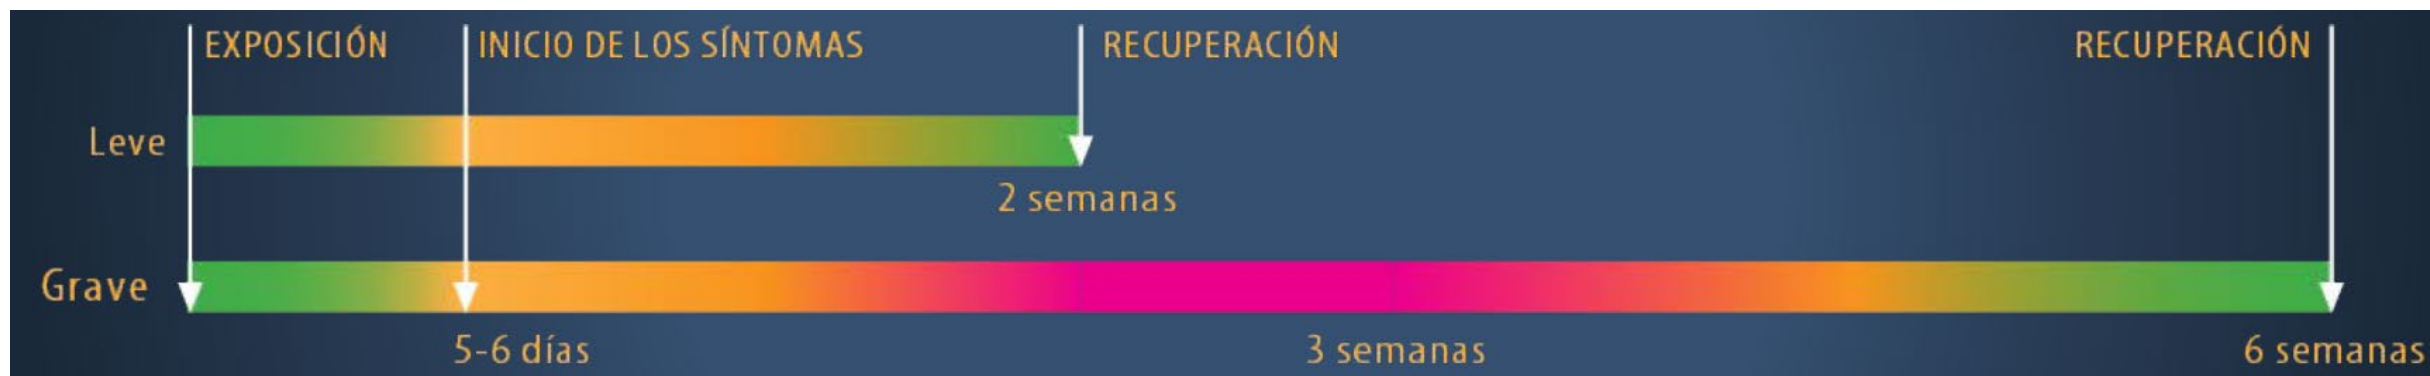 EXPOSICIÓN
INICIO DE LOS SÍNTOMAS
RECUPERACIÓN
RECUPERACIÓN
Leve
2 semanas
Grave
5-6 días
3 semanas
6 semanas